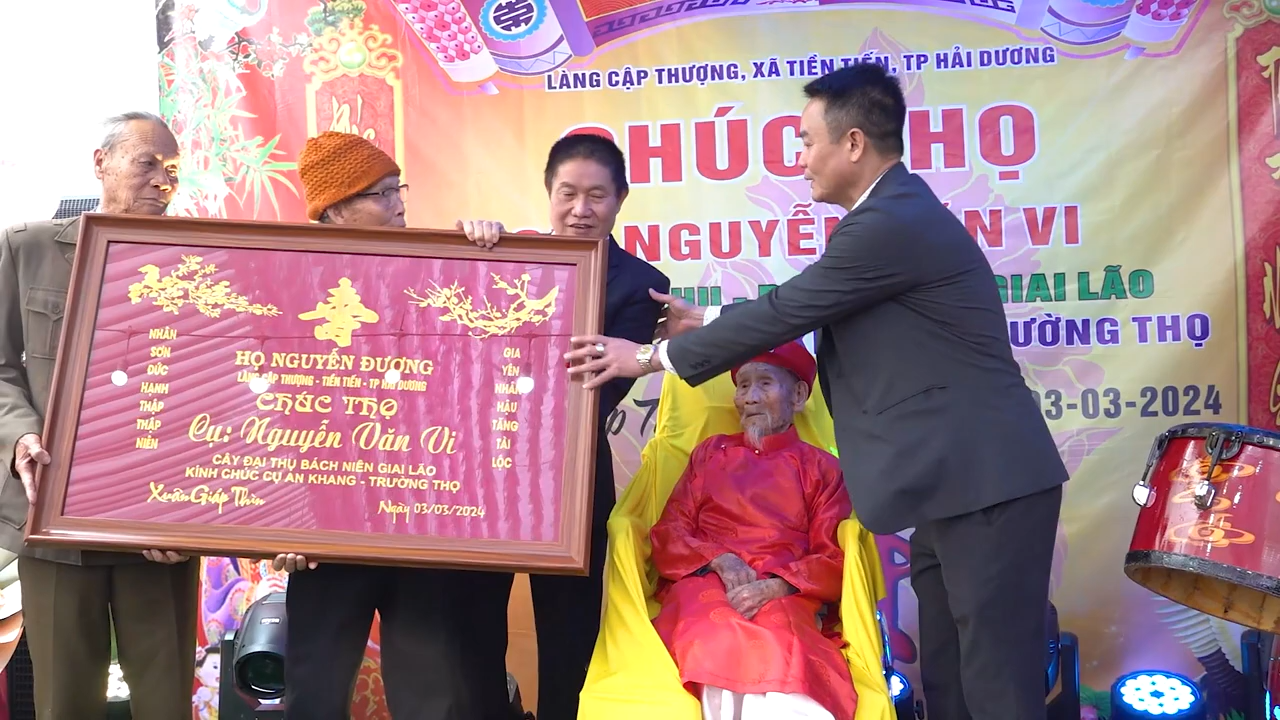 LÀNG CẬP THƯỢNG, XÃ TIỀN TIẾN, TP HẢI DƯƠNG
CHÚC THỌ
NGUYỄN VĂN VI
GIAI LÃO
TRƯỜNG THỌ
03-03-2024
HỌ NGUYỄN ĐƯƠNG
LÀNG CẬP THƯỢNG - TIỀN TIẾN - TP HẢI DƯƠNG
CHÚC THỌ
Cụ: Nguyễn Văn Vi
CÂY ĐẠI THỤ BÁCH NIÊN GIAI LÃO
KÍNH CHÚC CỤ AN KHANG - TRƯỜNG THỌ
Xuân Giáp Thìn
Ngày 03/03/2024
NHÂN
SƠN
ĐỨC
HẠNH
THẬP
THẬP
NIÊN
GIA
YÊN
NHÂN
HẬU
TĂNG
TÀI
LỘC